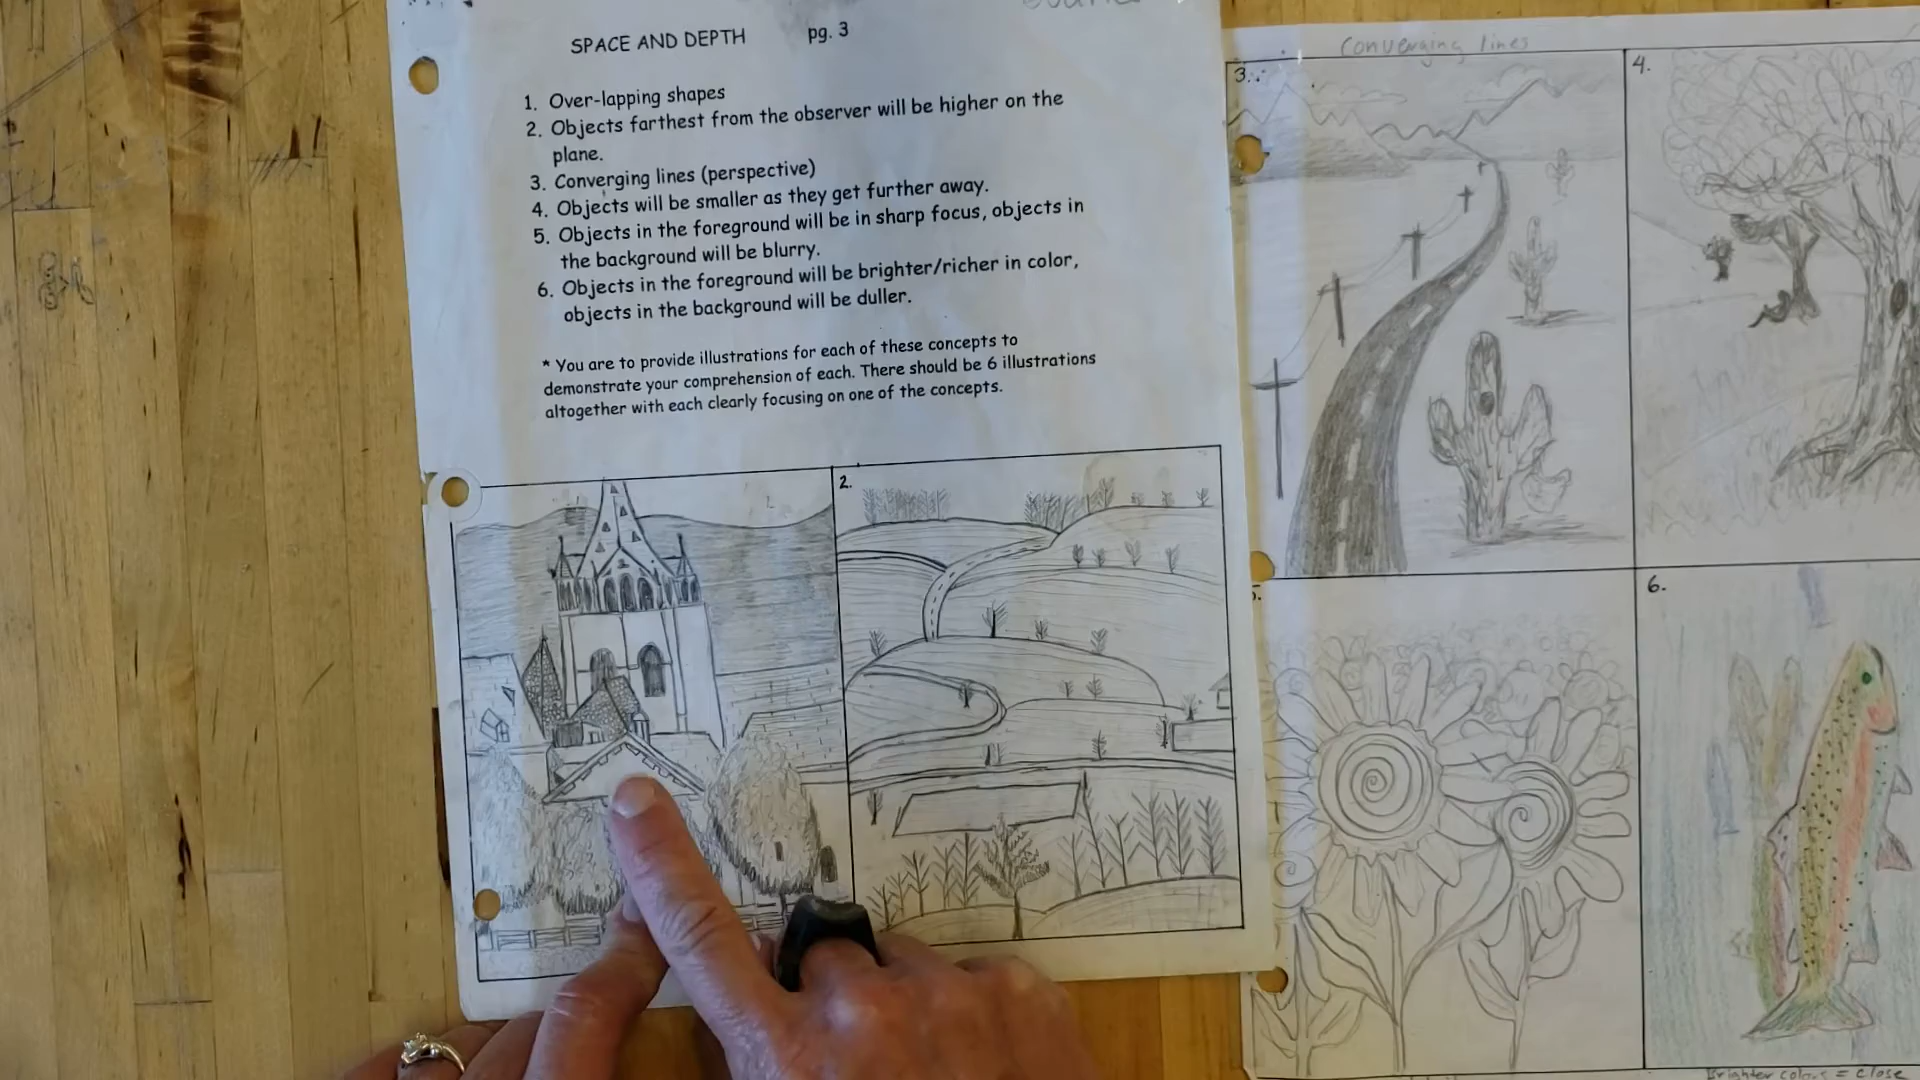 SPACE AND DEPTH pg. 3
1. Over-lapping shapes
2. Objects farthest from the observer will be higher on the
plane.
3. Converging lines (perspective)
4. Objects will be smaller as they get further away.
5. Objects in the foreground will be in sharp focus, objects in
the background will be blurry.
6. Objects in the foreground will be brighter/richer in color,
objects in the background will be duller.
* You are to provide illustrations for each of these concepts to
demonstrate your comprehension of each. There should be 6 illustrations
altogether with each clearly focusing on one of the concepts.
2.
Converging lines
3.
4.
6.
Brighter colors = close